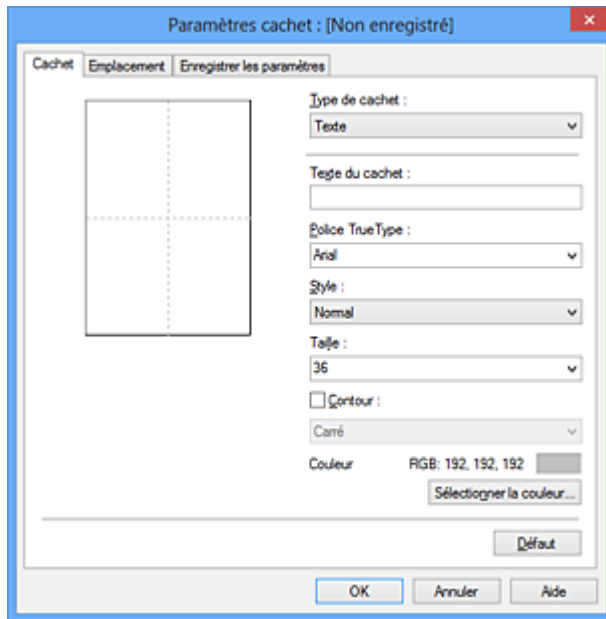 Paramètres cachet : [Non enregistré]
Cachet
Emplacement
Enregistrer les paramètres
Type de cachet :
Texte
Texte du cachet :
Police TrueType :
Arial
Style :
Normal
Taille :
36
Contour :
Carré
Couleur
RGB: 192, 192, 192
Sélectionner la couleur...
Défaut
OK
Annuler
Aide